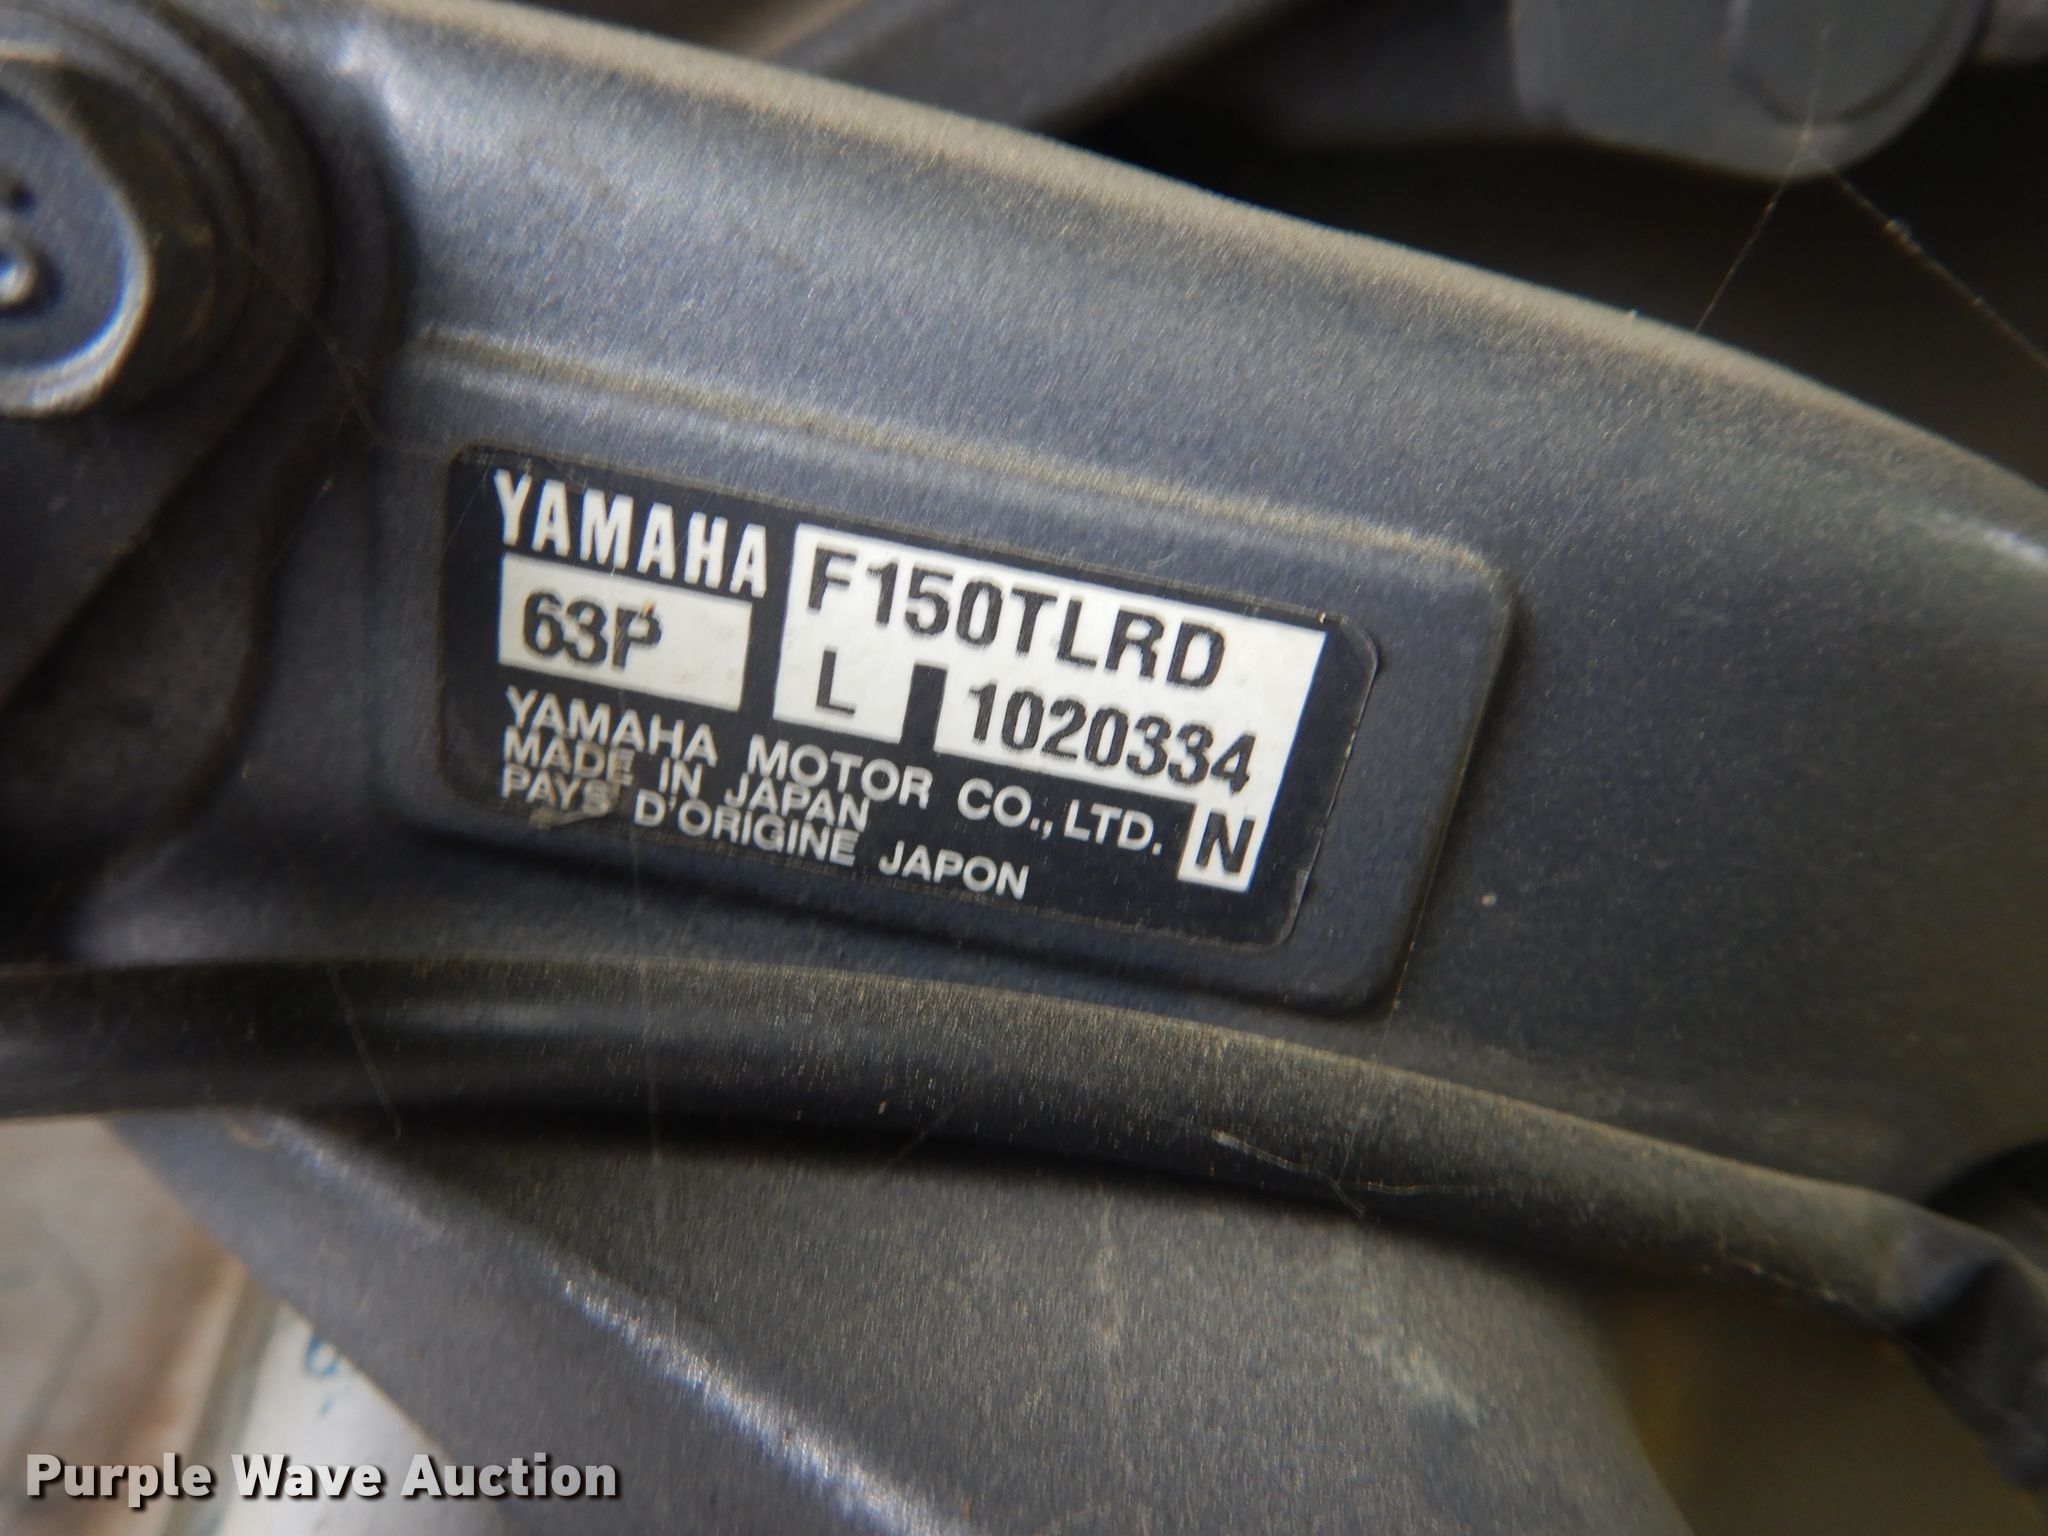 YAMAHA F150TLRD
63P L 1020334
YAMAHA MOTOR CO., LTD. N
MADE IN JAPAN
PAYS D'ORIGINE JAPON
Purple Wave Auction